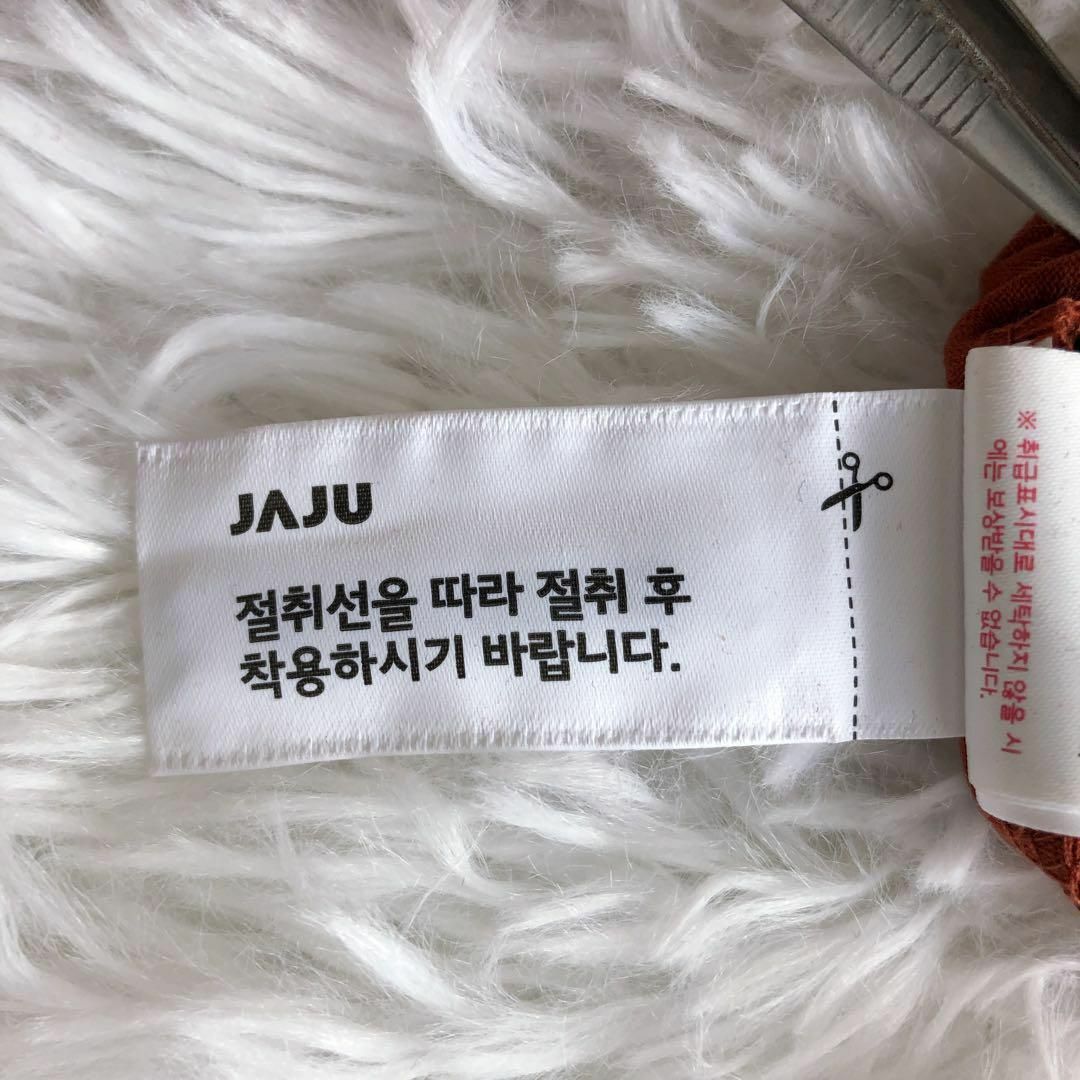 JAJU
절취선을 따라 절취 후
착용하시기 바랍니다.
※ 취급표시대로 세탁하지 않을 시
에는 보상받을 수 없습니다.